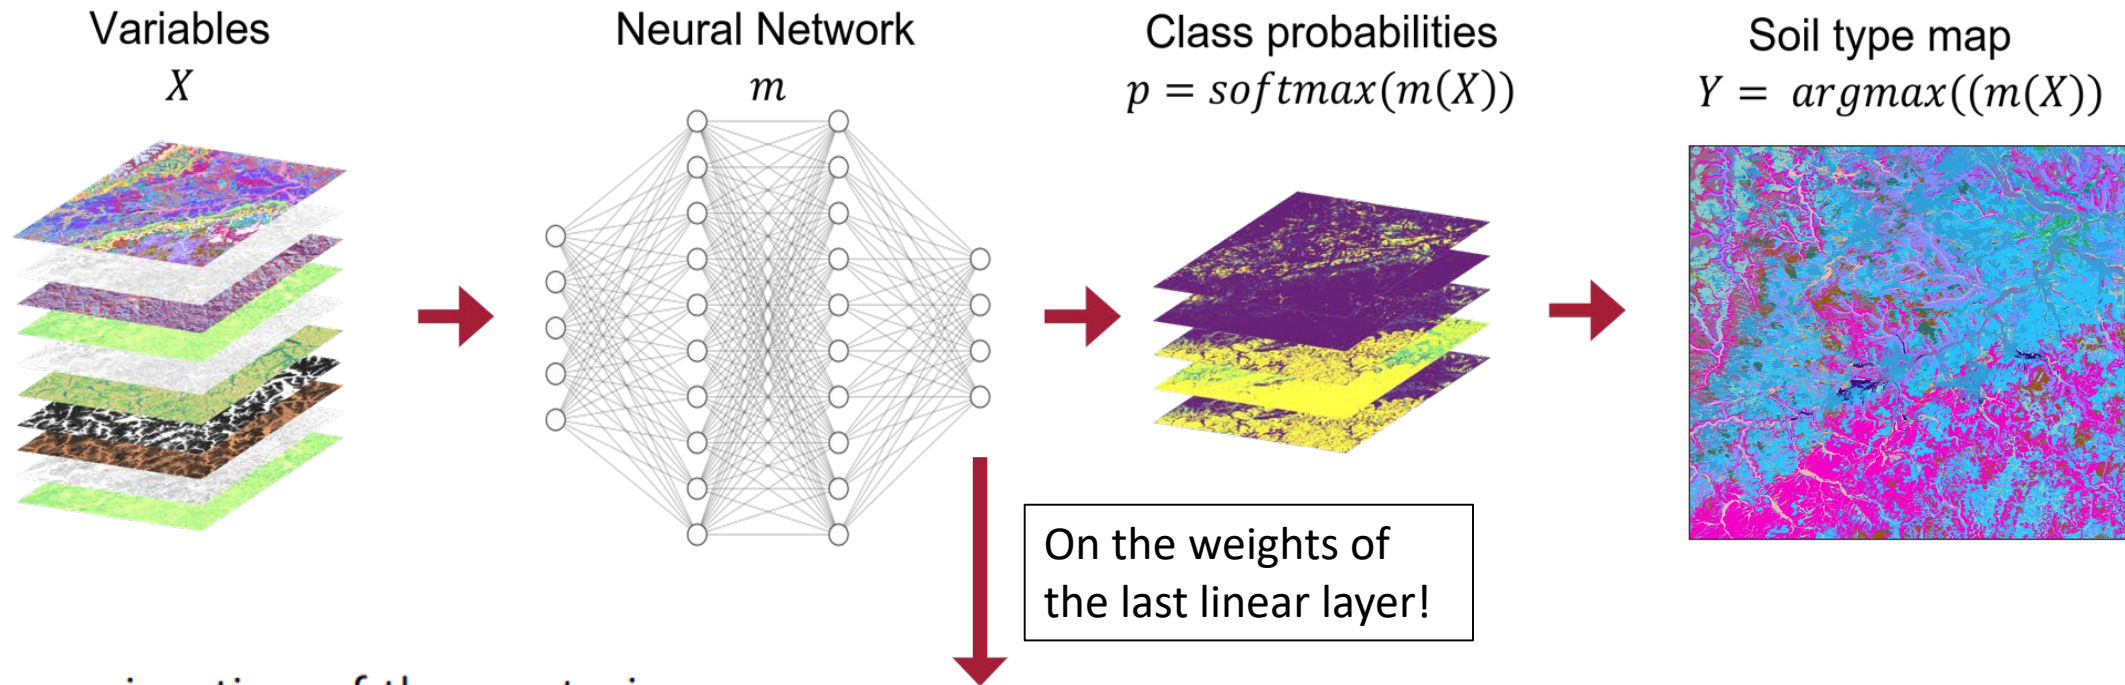 Variables
X
Neural Network
m
Class probabilities
p = softmax(m(X))
Soil type map
Y = argmax((m(X))
On the weights of
the last linear layer!